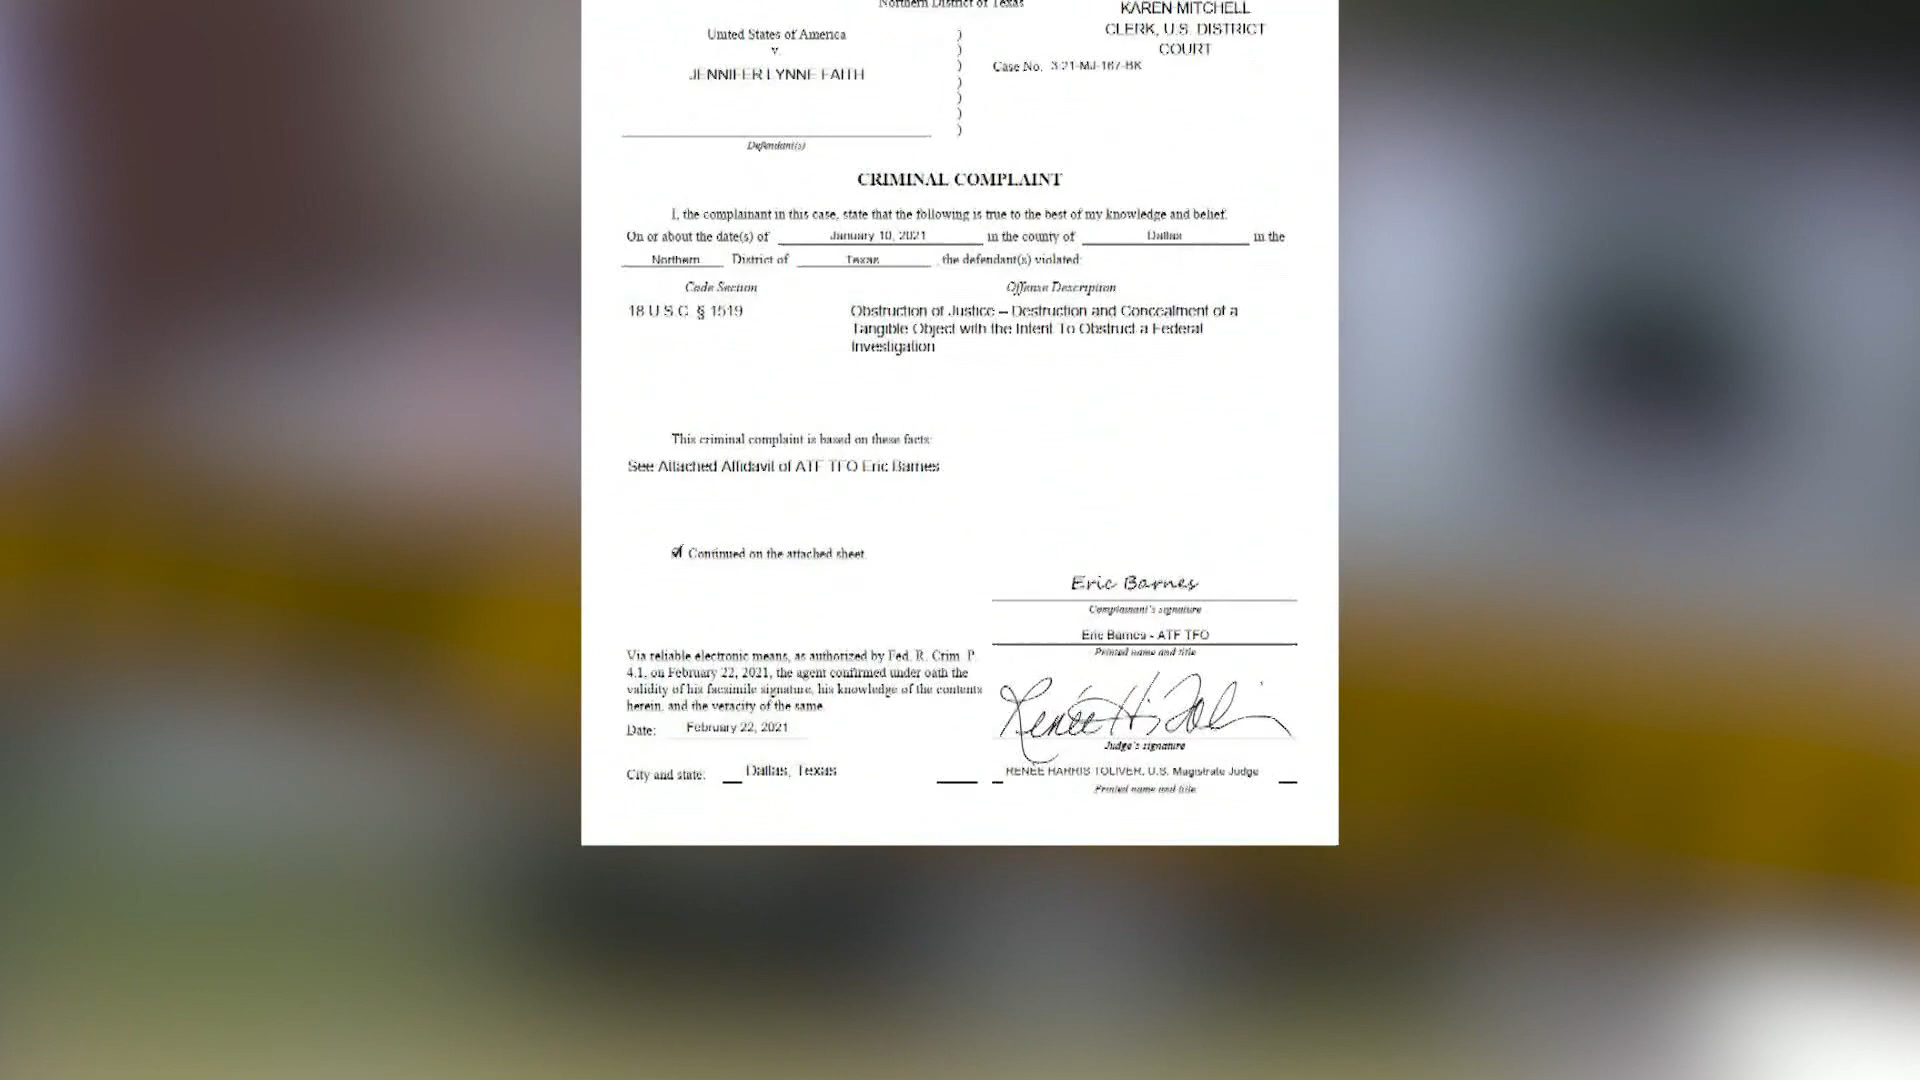 Northern District of Texas
KAREN MITCHELL
CLERK, U.S. DISTRICT
COURT
United States of America
v.
JENNIFER LYNNE FAITH
)
)
)
)
)
)
)
Case No. 3:21-MJ-167-BK
Defendant(s)
CRIMINAL COMPLAINT
I, the complainant in this case, state that the following is true to the best of my knowledge and belief.
On or about the date(s) of January 10, 2021 in the county of Dallas in the
Northern District of Texas , the defendant(s) violated:
Code Section Offense Description
18 U.S.C. § 1519 Obstruction of Justice – Destruction and Concealment of a
Tangible Object with the Intent To Obstruct a Federal
Investigation
This criminal complaint is based on these facts:
See Attached Affidavit of ATF TFO Eric Barnes
Continued on the attached sheet.
Eric Barnes
Complainant's signature
Eric Barnes - ATF TFO
Printed name and title
Via reliable electronic means, as authorized by Fed. R. Crim. P.
4.1, on February 22, 2021, the agent confirmed under oath the
validity of his facsimile signature, his knowledge of the contents
herein, and the veracity of the same.
Date: February 22, 2021
Renée H. Toliver
Judge's signature
City and state: Dallas, Texas
RENÉE HARRIS TOLIVER, U.S. Magistrate Judge
Printed name and title